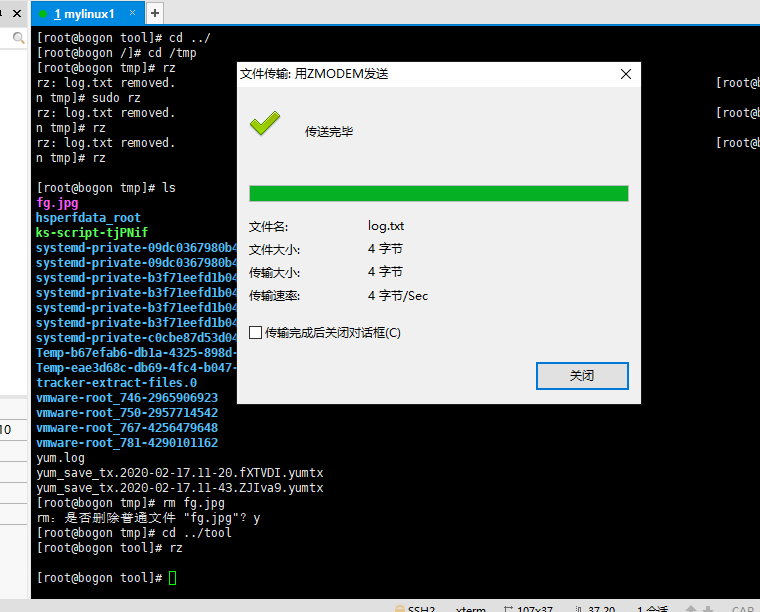 1 mylinux1
[root@bogon tool]# cd ../
[root@bogon /]# cd /tmp
[root@bogon tmp]# rz
rz: log.txt removed.
[root@
n tmp]# sudo rz
rz: log.txt removed.
[root@
n tmp]# rz
rz: log.txt removed.
[root@
n tmp]# rz
[root@bogon tmp]# ls
fg.jpg
hsperfdata_root
ks-script-tjPNif
systemd-private-09dc0367980b4
systemd-private-09dc0367980b4
systemd-private-b3f71eefd1b04
systemd-private-b3f71eefd1b04
systemd-private-b3f71eefd1b04
systemd-private-b3f71eefd1b04
systemd-private-c0cbe87d53d04
Temp-b67efab6-db1a-4325-898d-
Temp-eae3d68c-db69-4fc4-b047-
tracker-extract-files.0
vmware-root_746-2965906923
vmware-root_750-2957714542
vmware-root_767-4256479648
vmware-root_781-4290101162
yum.log
yum_save_tx.2020-02-17.11-20.fXTVDI.yumtx
yum_save_tx.2020-02-17.11-43.ZJIva9.yumtx
[root@bogon tmp]# rm fg.jpg
rm：是否删除普通文件 "fg.jpg"？y
[root@bogon tmp]# cd ../tool
[root@bogon tool]# rz
[root@bogon tool]#
文件传输: 用ZMODEM发送
传送完毕
文件名: log.txt
文件大小: 4 字节
传输大小: 4 字节
传输速率: 4 字节/Sec
传输完成后关闭对话框(C)
关闭
10
SSH2 xterm 107x37 37,20 1 会话 CAP